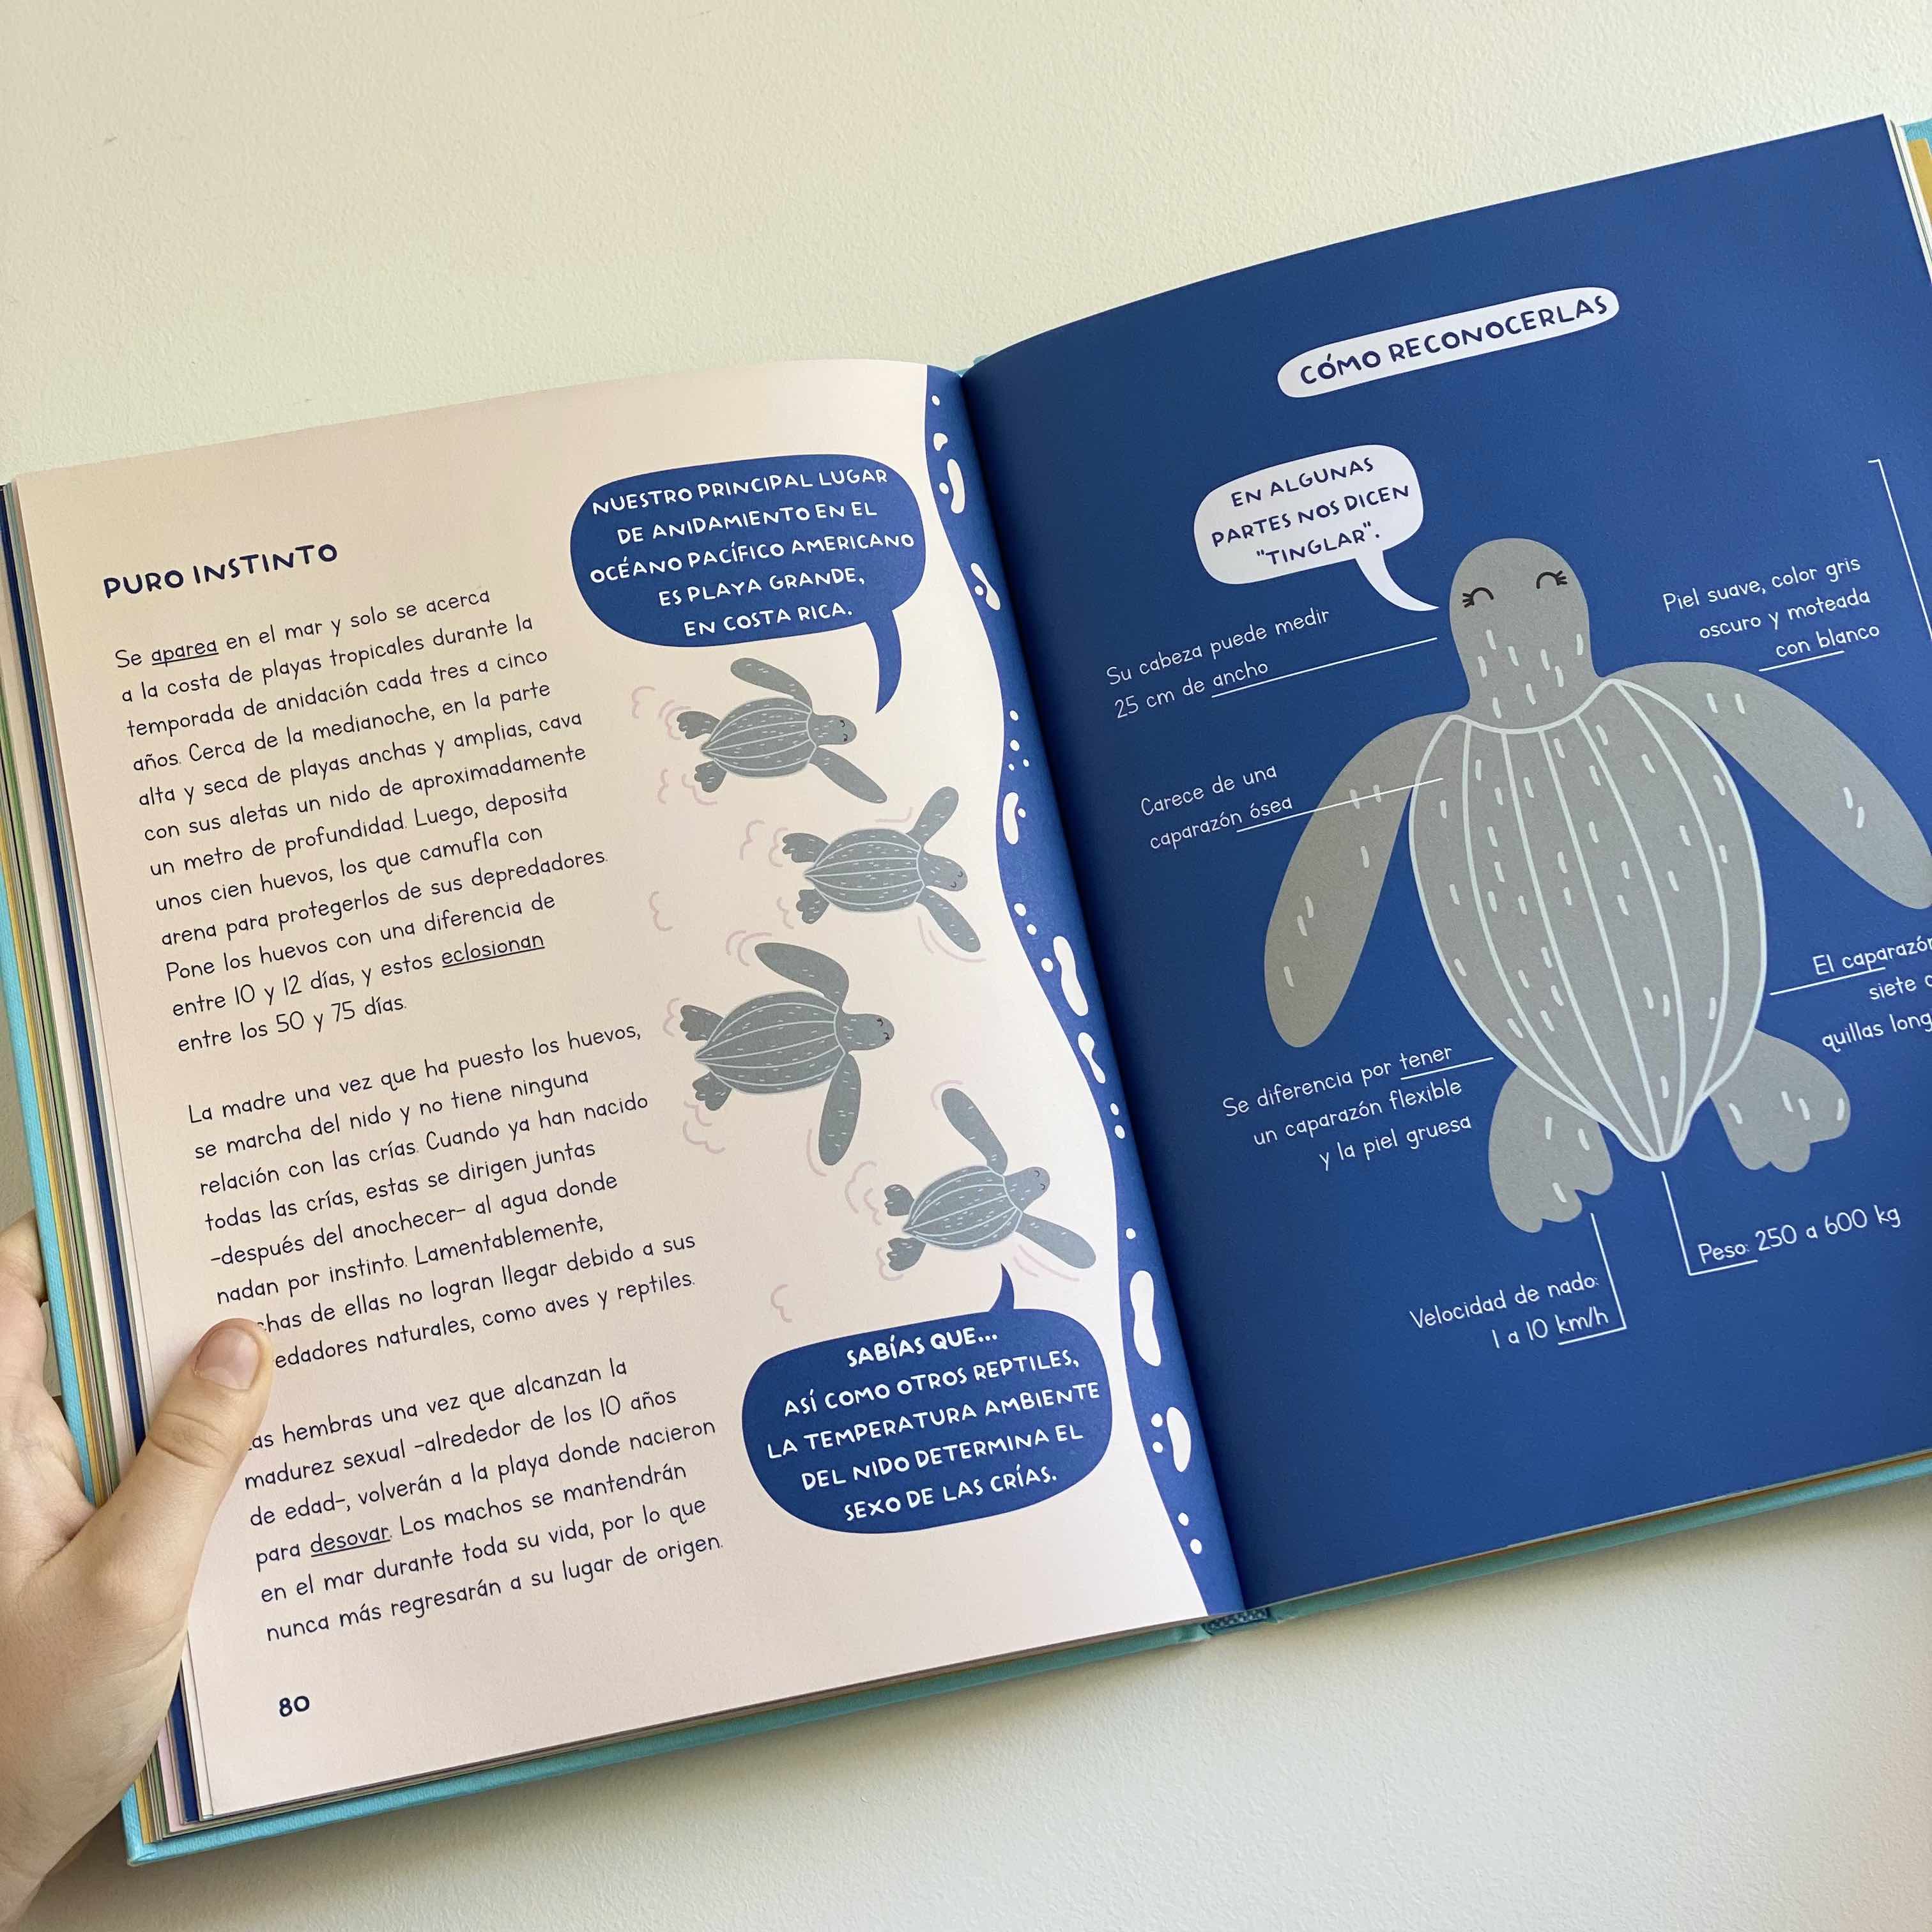 PURO INSTINTO
Se aparea en el mar y solo se acerca
a la costa de playas tropicales durante la
temporada de anidación cada tres a cinco
años. Cerca de la medianoche, en la parte
alta y seca de playas anchas y amplias, cava
con sus aletas un nido de aproximadamente
un metro de profundidad. Luego, deposita
unos cien huevos, los que camufla con
arena para protegerlos de sus depredadores.
Pone los huevos con una diferencia de
entre 10 y 12 días, y estos eclosionan
entre los 50 y 75 días.
La madre una vez que ha puesto los huevos,
se marcha del nido y no tiene ninguna
relación con las crías. Cuando ya han nacido
todas las crías, estas se dirigen juntas
-después del anochecer- al agua donde
nadan por instinto. Lamentablemente,
de ellas no logran llegar debido a sus
naturales, como aves y reptiles.
hembras una vez que alcanzan la
madurez sexual -alrededor de los 10 años
de edad-, volverán a la playa donde nacieron
para desovar. Los machos se mantendrán
en el mar durante toda su vida, por lo que
nunca más regresarán a su lugar de origen.
80
NUESTRO PRINCIPAL LUGAR
DE ANIDAMIENTO EN EL
OCÉANO PACÍFICO AMERICANO
ES PLAYA GRANDE,
EN COSTA RICA.
SABÍAS QUE...
ASÍ COMO OTROS REPTILES,
LA TEMPERATURA AMBIENTE
DEL NIDO DETERMINA EL
SEXO DE LAS CRÍAS.
CÓMO RECONOCERLAS
EN ALGUNAS
PARTES NOS DICEN
"TINGLAR".
Su cabeza puede medir
25 cm de ancho
Piel suave, color gris
oscuro y moteada
con blanco
Carece de una
caparazón ósea
El caparazón
siete
quillas
Se diferencia por tener
un caparazón flexible
y la piel gruesa
Peso: 250 a 600 kg
Velocidad de nado:
1 a 10 km/h